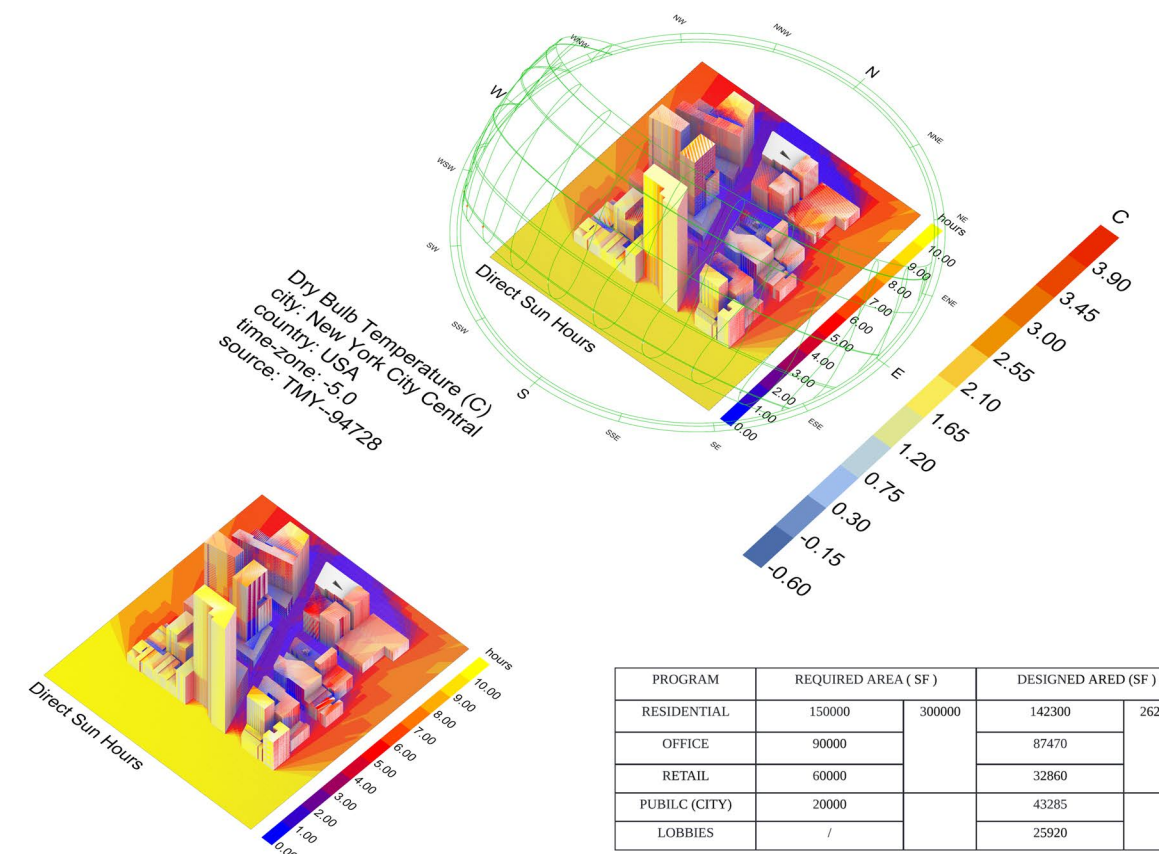 NW
NNW
N
WNW
W
NNE
WSW
NE
hours
10.00
9.00
8.00
7.00
6.00
5.00
4.00
3.00
2.00
1.00
0.00
Direct Sun Hours
SW
SSW
S
SSE
SE
ESE
E
ENE
C
3.90
3.45
3.00
2.55
2.10
1.65
1.20
0.75
0.30
-0.15
-0.60
Dry Bulb Temperature (C)
city: New York City Central
country: USA
time-zone: -5.0
source: TMY--94728
Direct Sun Hours
hours
10.00
9.00
8.00
7.00
6.00
5.00
4.00
3.00
2.00
1.00
0.00
PROGRAM REQUIRED AREA ( SF ) DESIGNED ARED (SF )
RESIDENTIAL 150000 300000 142300 262
OFFICE 90000 87470
RETAIL 60000 32860
PUBILC (CITY) 20000 43285
LOBBIES / 25920